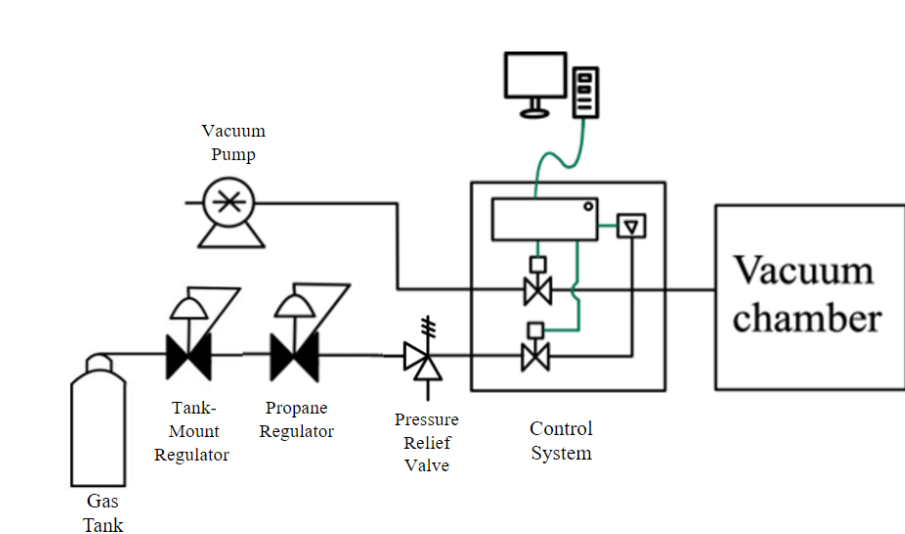 Vacuum
Pump
Vacuum
chamber
Tank-
Mount
Regulator
Propane
Regulator
Pressure
Relief
Valve
Control
System
Gas
Tank